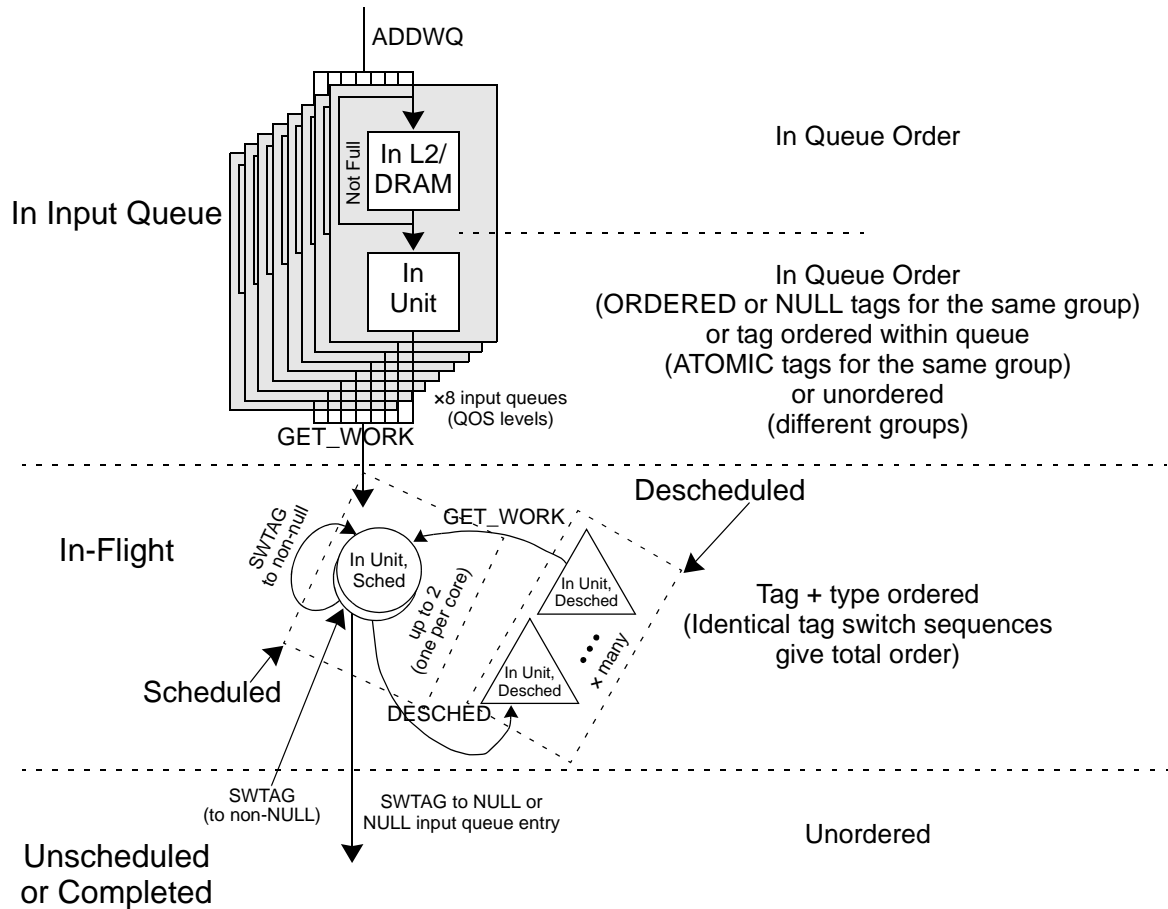 ADDWQ
In Queue Order
Not Full
In L2/
DRAM
In Input Queue
In
Unit
In Queue Order
(ORDERED or NULL tags for the same group)
or tag ordered within queue
(ATOMIC tags for the same group)
or unordered
(different groups)
×8 input queues
(QOS levels)
GET_WORK
Descheduled
In-Flight
SWTAG
to non-null
GET_WORK
In Unit,
Sched
up to 2
(one per core)
In Unit,
Desched
In Unit,
Desched
× many
Tag + type ordered
(Identical tag switch sequences
give total order)
Scheduled
DESCHED
SWTAG
(to non-NULL)
SWTAG to NULL or
NULL input queue entry
Unordered
Unscheduled
or Completed